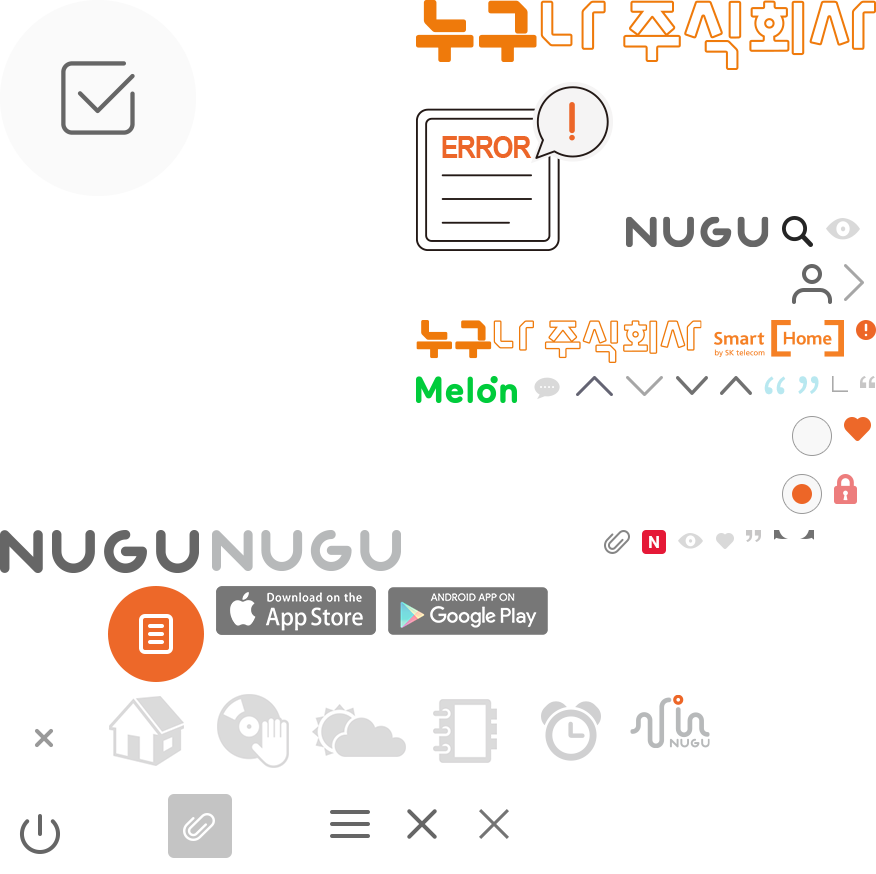 누구나 주식회사
ERROR
!
NUGU
누구나 주식회사
Smart [Home]
by SK telecom
!
Melon
NUGU NUGU
N
Download on the
App Store
ANDROID APP ON
Google Play
NUGU